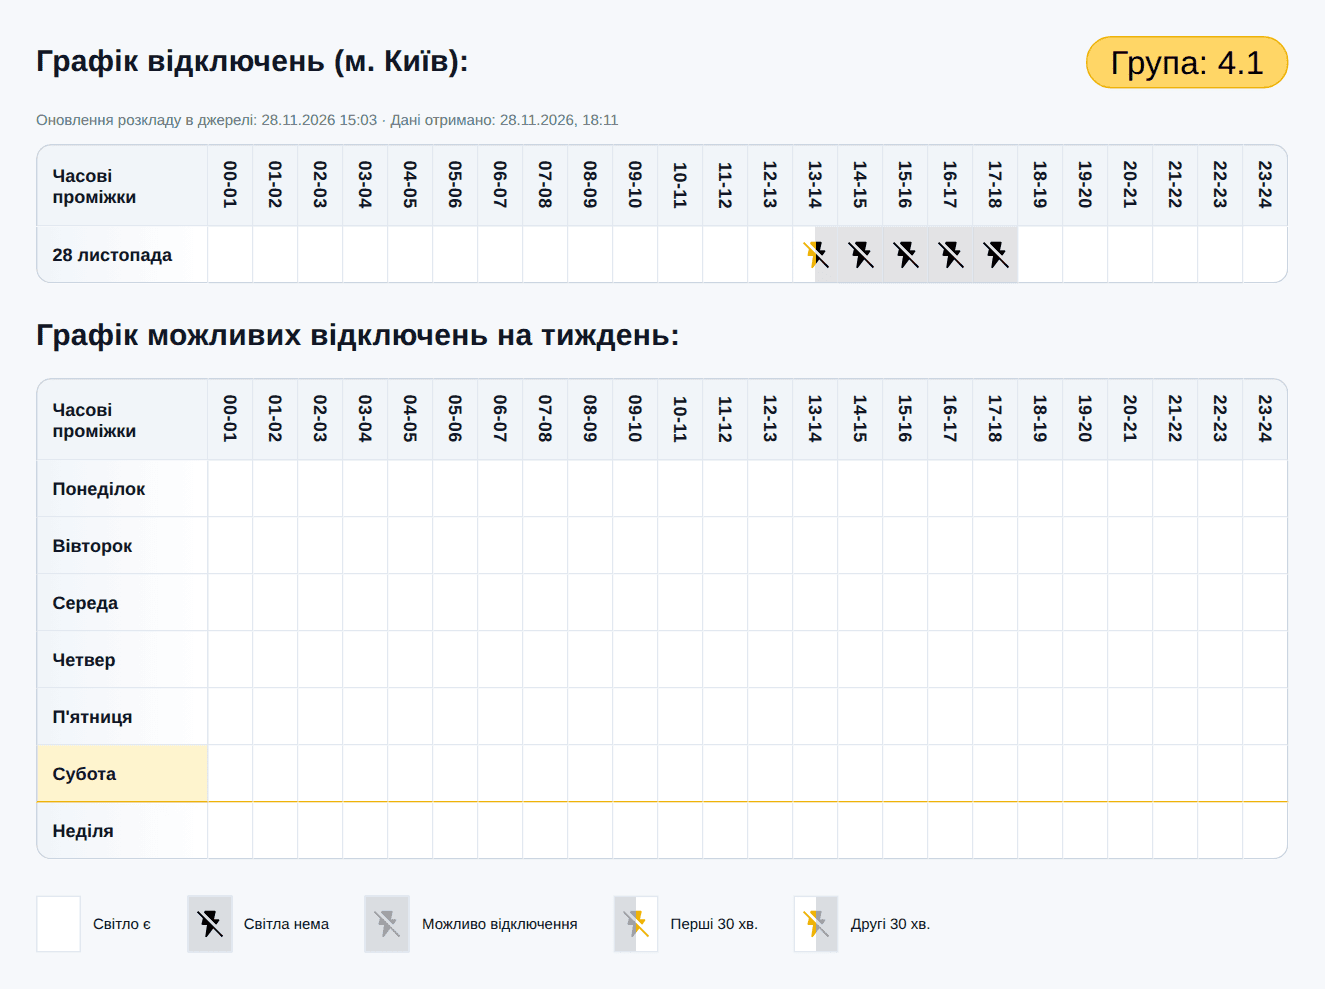 Графік відключень (м. Київ):
Група: 4.1
Оновлення розкладу в джерелі: 28.11.2026 15:03 · Дані отримано: 28.11.2026, 18:11
Часові проміжки 00-01 01-02 02-03 03-04 04-05 05-06 06-07 07-08 08-09 09-10 10-11 11-12 12-13 13-14 14-15 15-16 16-17 17-18 18-19 19-20 20-21 21-22 22-23 23-24
28 листопада
Графік можливих відключень на тиждень:
Часові проміжки 00-01 01-02 02-03 03-04 04-05 05-06 06-07 07-08 08-09 09-10 10-11 11-12 12-13 13-14 14-15 15-16 16-17 17-18 18-19 19-20 20-21 21-22 22-23 23-24
Понеділок
Вівторок
Середа
Четвер
П'ятниця
Субота
Неділя
Світло є Світла нема Можливо відключення Перші 30 хв. Другі 30 хв.